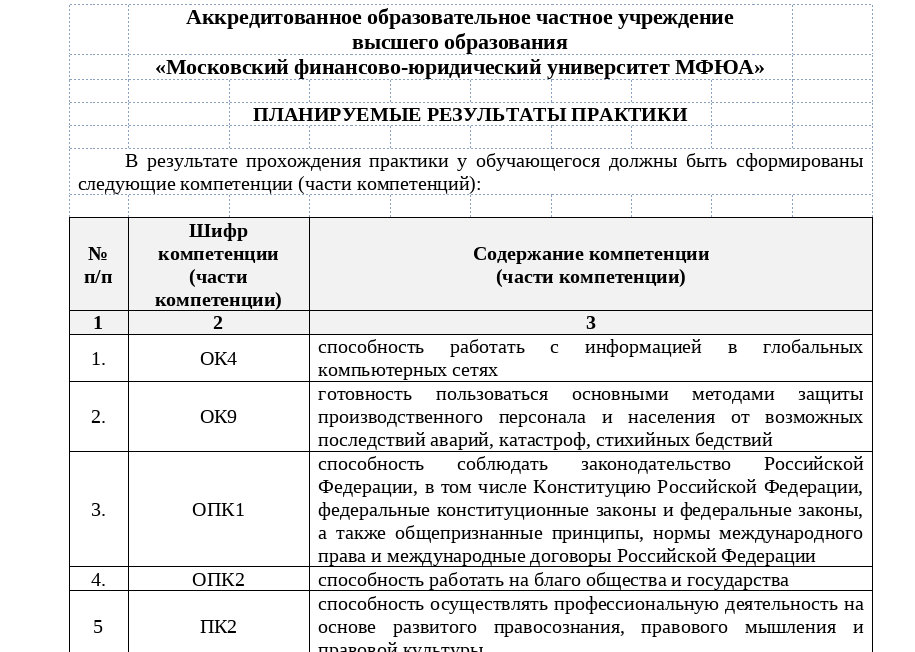 Аккредитованное образовательное частное учреждение
высшего образования
«Московский финансово-юридический университет МФЮА»
ПЛАНИРУЕМЫЕ РЕЗУЛЬТАТЫ ПРАКТИКИ
В результате прохождения практики у обучающегося должны быть сформированы
следующие компетенции (части компетенций):
№
п/п
Шифр
компетенции
(части
компетенции)
Содержание компетенции
(части компетенции)
1
2
3
1.
ОК4
способность работать с информацией в глобальных
компьютерных сетях
2.
ОК9
готовность пользоваться основными методами защиты
производственного персонала и населения от возможных
последствий аварий, катастроф, стихийных бедствий
3.
ОПК1
способность соблюдать законодательство Российской
Федерации, в том числе Конституцию Российской Федерации,
федеральные конституционные законы и федеральные законы,
а также общепризнанные принципы, нормы международного
права и международные договоры Российской Федерации
4.
ОПК2
способность работать на благо общества и государства
5
ПК2
способность осуществлять профессиональную деятельность на
основе развитого правосознания, правового мышления и
правовой культуры